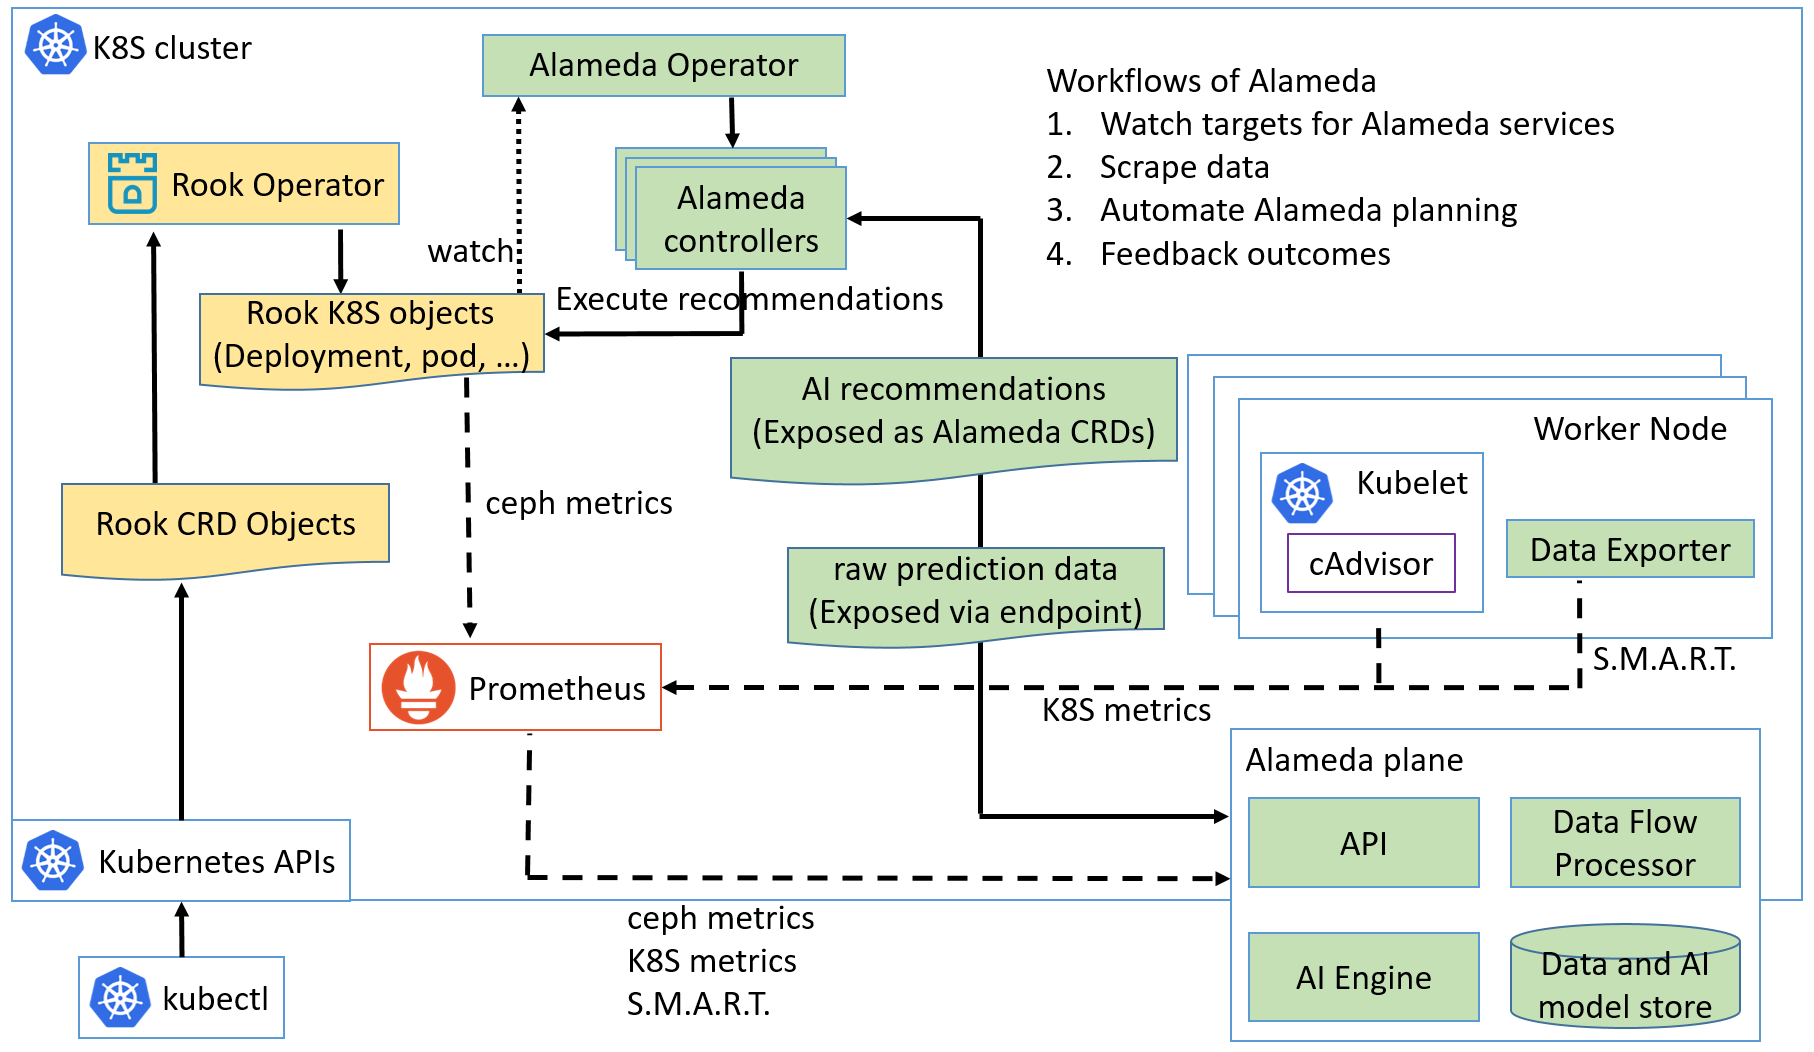 K8S cluster
Alameda Operator
Workflows of Alameda
1. Watch targets for Alameda services
2. Scrape data
3. Automate Alameda planning
4. Feedback outcomes
Rook Operator
Alameda
controllers
watch
Execute recommendations
Rook K8S objects
(Deployment, pod, ...)
AI recommendations
(Exposed as Alameda CRDs)
Worker Node
Kubelet
cAdvisor
Data Exporter
ceph metrics
Rook CRD Objects
raw prediction data
(Exposed via endpoint)
S.M.A.R.T.
Prometheus
K8S metrics
Alameda plane
API
Data Flow
Processor
AI Engine
Data and AI
model store
Kubernetes APIs
ceph metrics
K8S metrics
S.M.A.R.T.
kubectl